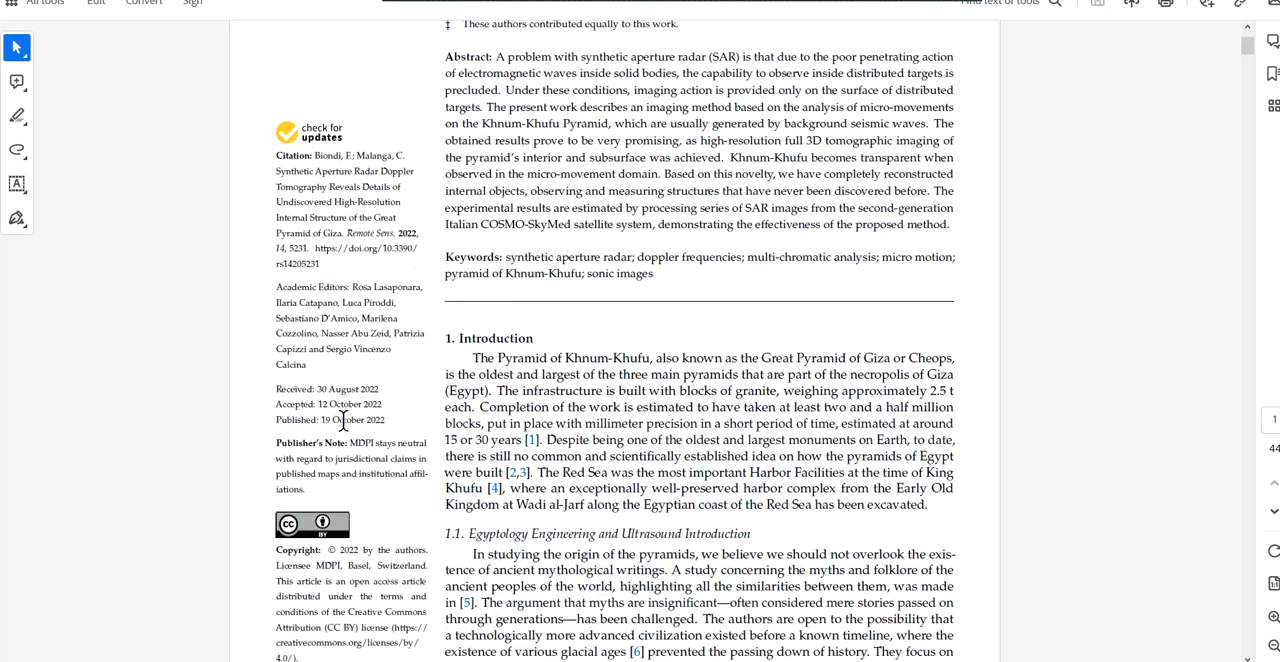 All tools Edit Convert Sign
Find text or tools
‡ These authors contributed equally to this work.
Abstract: A problem with synthetic aperture radar (SAR) is that due to the poor penetrating action
of electromagnetic waves inside solid bodies, the capability to observe inside distributed targets is
precluded. Under these conditions, imaging action is provided only on the surface of distributed
targets. The present work describes an imaging method based on the analysis of micro-movements
on the Khnum-Khufu Pyramid, which are usually generated by background seismic waves. The
obtained results prove to be very promising, as high-resolution full 3D tomographic imaging of
the pyramid's interior and subsurface was achieved. Khnum-Khufu becomes transparent when
observed in the micro-movement domain. Based on this novelty, we have completely reconstructed
internal objects, observing and measuring structures that have never been discovered before. The
experimental results are estimated by processing series of SAR images from the second-generation
Italian COSMO-SkyMed satellite system, demonstrating the effectiveness of the proposed method.
Keywords: synthetic aperture radar; doppler frequencies; multi-chromatic analysis; micro motion;
pyramid of Khnum-Khufu; sonic images
check for
updates
Citation: Biondi, F.; Malanga, C.
Synthetic Aperture Radar Doppler
Tomography Reveals Details of
Undiscovered High-Resolution
Internal Structure of the Great
Pyramid of Giza. Remote Sens. 2022,
14, 5231. https://doi.org/10.3390/
rs14205231
Academic Editors: Rosa Lasaponara,
Ilaria Catapano, Luca Piroddi,
Sebastiano D'Amico, Marilena
Cozzolino, Nasser Abu Zeid, Patrizia
Capizzi and Sergio Vincenzo
Calcina
Received: 30 August 2022
Accepted: 12 October 2022
Published: 19 October 2022
Publisher's Note: MDPI stays neutral
with regard to jurisdictional claims in
published maps and institutional affil-
iations.
CC BY
Copyright: © 2022 by the authors.
Licensee MDPI, Basel, Switzerland.
This article is an open access article
distributed under the terms and
conditions of the Creative Commons
Attribution (CC BY) license (https://
creativecommons.org/licenses/by/
4.0/).
1. Introduction
The Pyramid of Khnum-Khufu, also known as the Great Pyramid of Giza or Cheops,
is the oldest and largest of the three main pyramids that are part of the necropolis of Giza
(Egypt). The infrastructure is built with blocks of granite, weighing approximately 2.5 t
each. Completion of the work is estimated to have taken at least two and a half million
blocks, put in place with millimeter precision in a short period of time, estimated at around
15 or 30 years [1]. Despite being one of the oldest and largest monuments on Earth, to date,
there is still no common and scientifically established idea on how the pyramids of Egypt
were built [2,3]. The Red Sea was the most important Harbor Facilities at the time of King
Khufu [4], where an exceptionally well-preserved harbor complex from the Early Old
Kingdom at Wadi al-Jarf along the Egyptian coast of the Red Sea has been excavated.
1.1. Egyptology Engineering and Ultrasound Introduction
In studying the origin of the pyramids, we believe we should not overlook the exis-
tence of ancient mythological writings. A study concerning the myths and folklore of the
ancient peoples of the world, highlighting all the similarities between them, was made
in [5]. The argument that myths are insignificant—often considered mere stories passed on
through generations—has been challenged. The authors are open to the possibility that
a technologically more advanced civilization existed before a known timeline, where the
existence of various glacial ages [6] prevented the passing down of history. They focus on
1
44